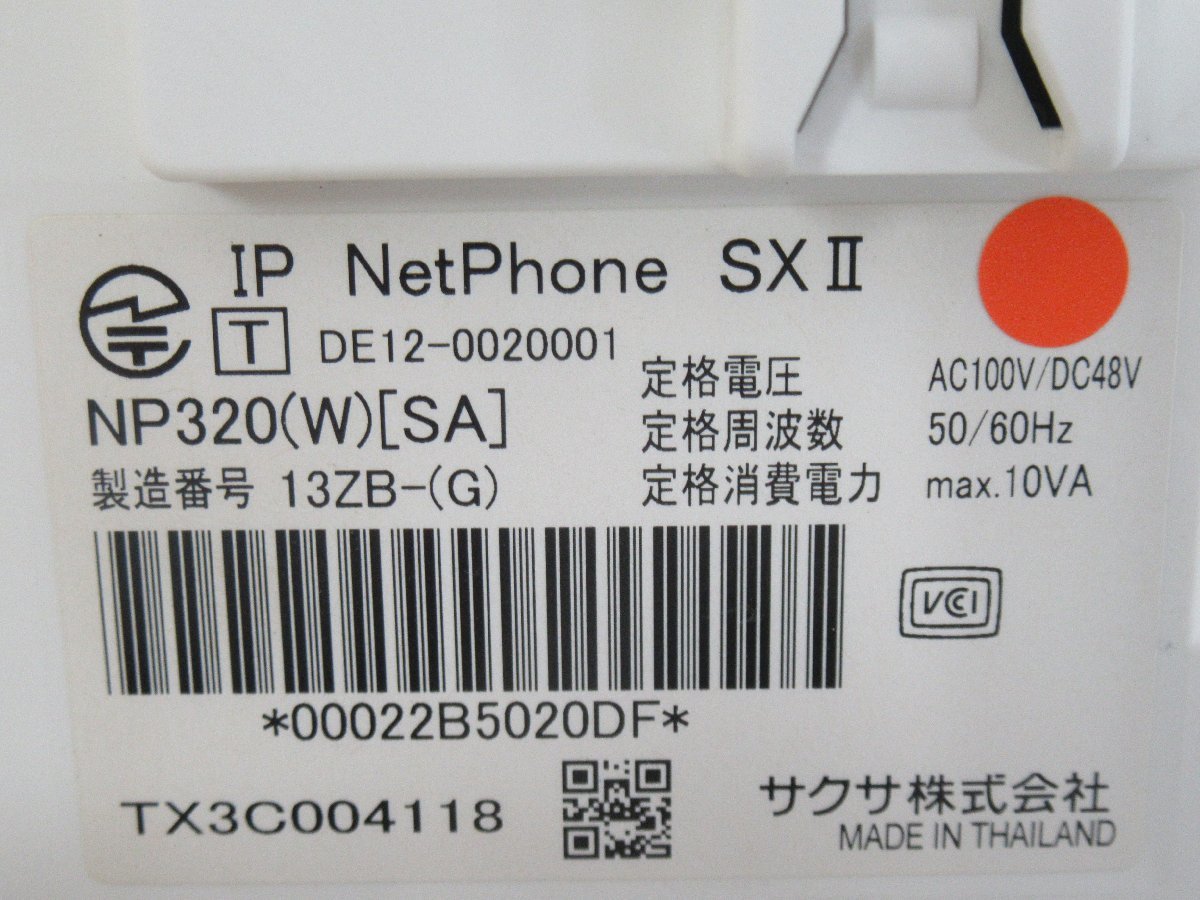 IP NetPhone SXⅡ
T DE12-0020001
NP320(W)[SA]
製造番号 13ZB-(G)
定格電圧 AC100V/DC48V
定格周波数 50/60Hz
定格消費電力 max.10VA
VCCI
*00022B5020DF*
TX3C004118
サクサ株式会社
MADE IN THAILAND